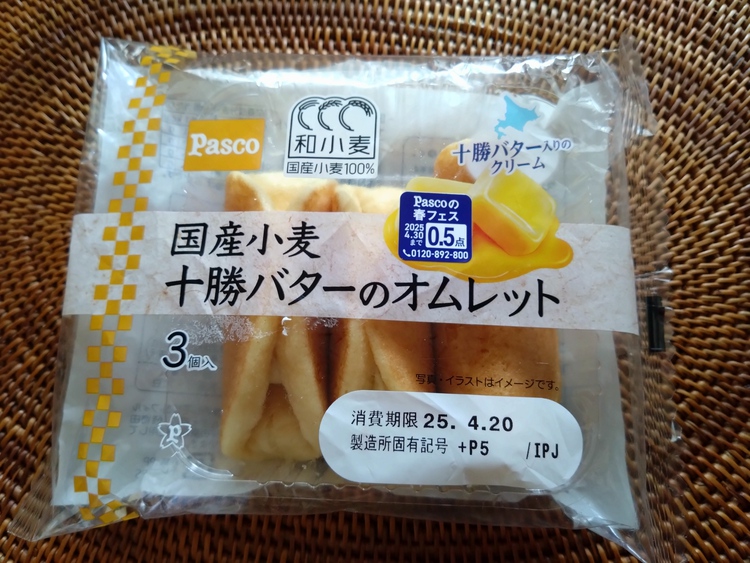 Pasco
和小麦
国産小麦100%
十勝バター入りの
クリーム
Pascoの
春フェス
2025
4.30
まで
0.5点
0120-892-800
国産小麦
十勝バターのオムレット
3個入
写真・イラストはイメージです。
消費期限 25. 4.20
製造所固有記号 +P5 /IPJ
P